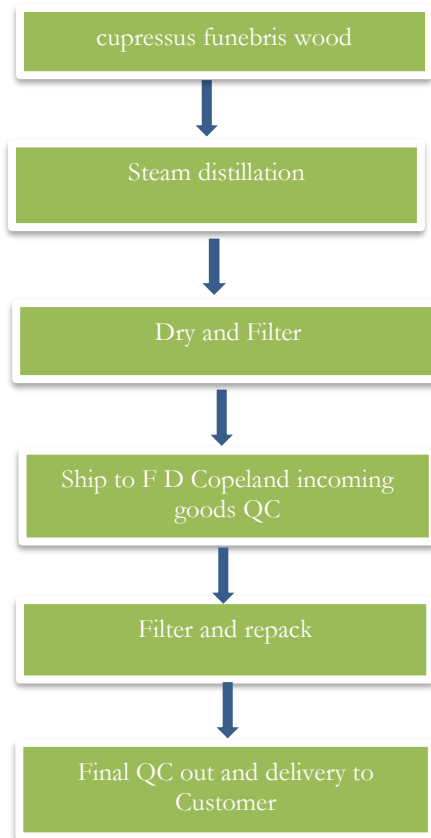 cupressus funebris wood
Steam distillation
Dry and Filter
Ship to F D Copeland incoming
goods QC
Filter and repack
Final QC out and delivery to
Customer